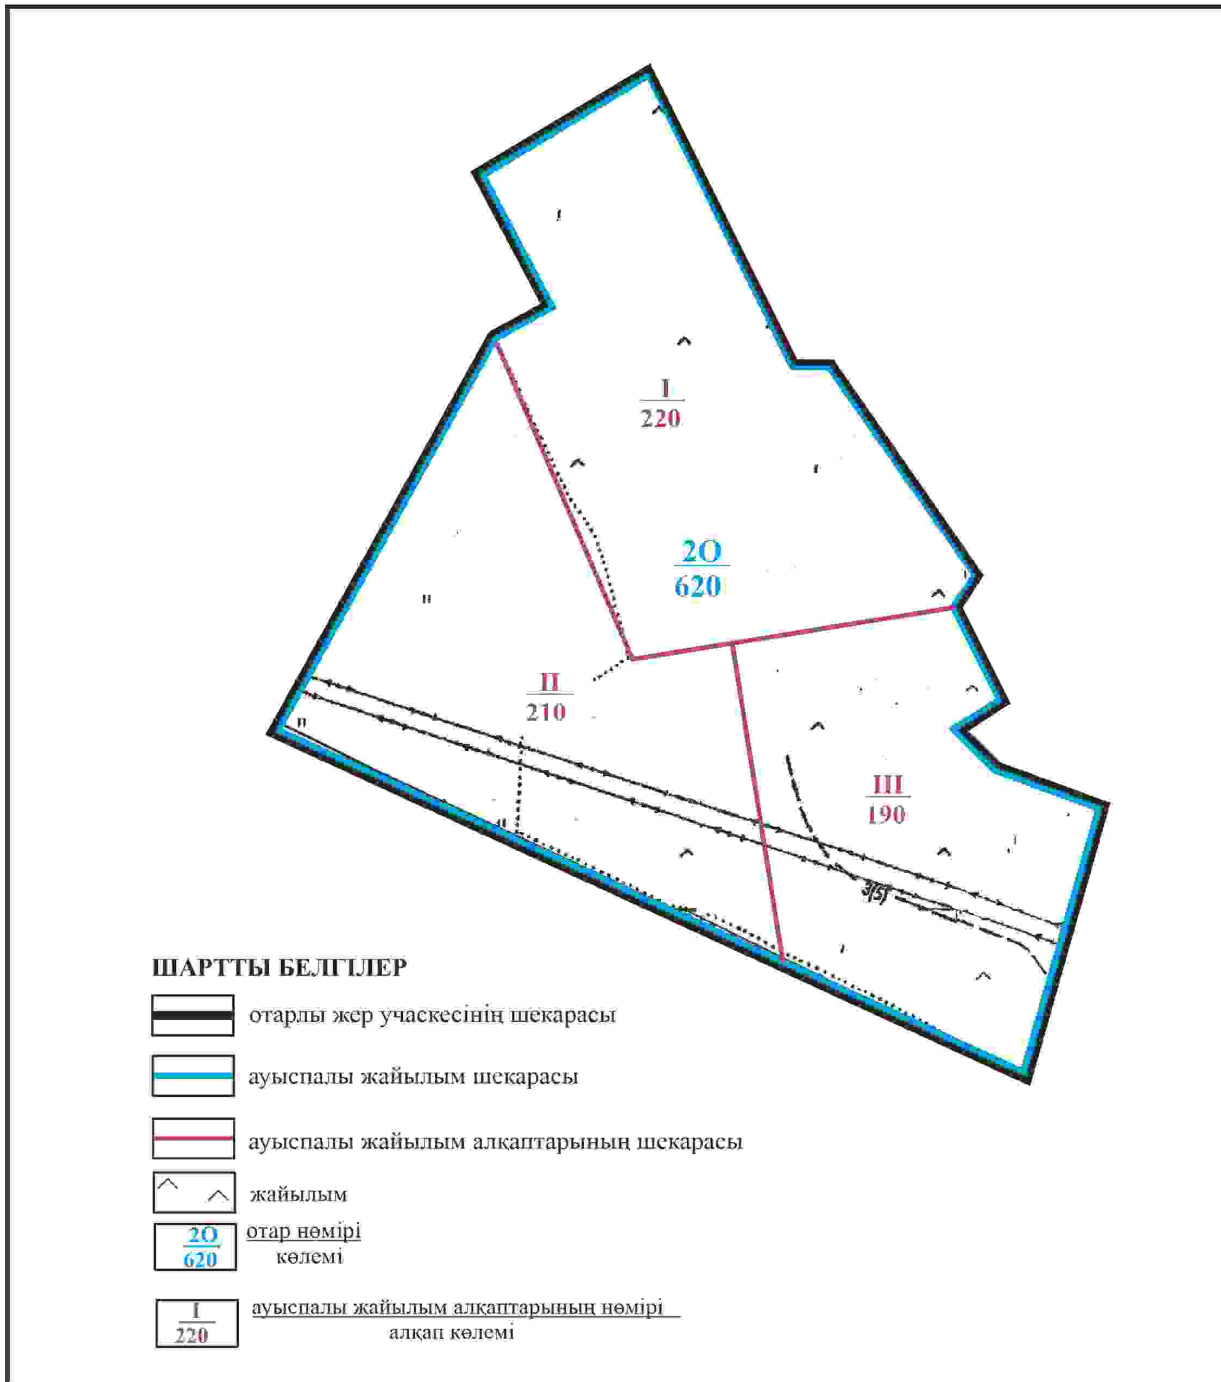 I
220
2O
620
II
210
III
190
ШАРТТЫ БЕЛГІЛЕР
отарлы жер учаскесінің шекарасы
ауыспалы жайылым шекарасы
ауыспалы жайылым алқаптарының шекарасы
жайылым
2O
620
отар нөмірі
көлемі
I
220
ауыспалы жайылым алқаптарының нөмірі
алқап көлемі